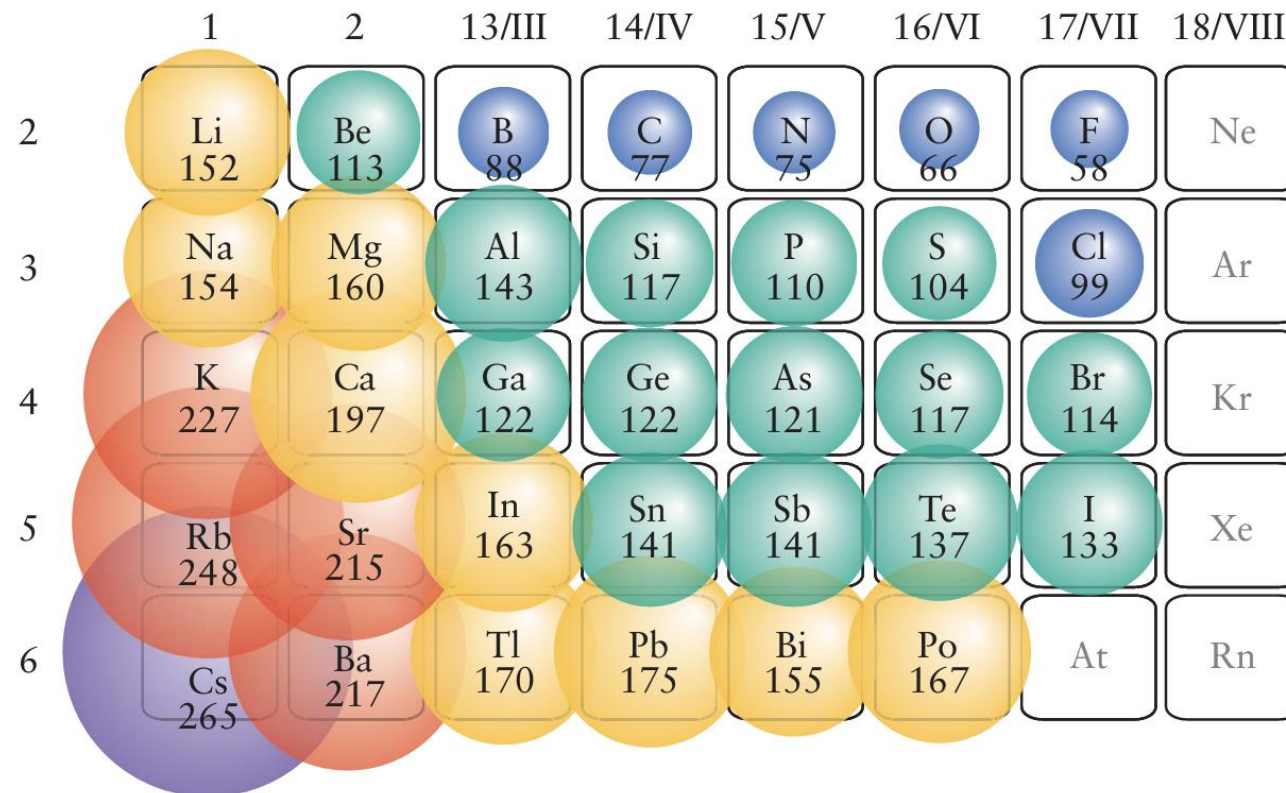 1 2 13/III 14/IV 15/V 16/VI 17/VII 18/VIII
2 Li Be B C N O F Ne
152 113 88 77 75 66 58
3 Na Mg Al Si P S Cl Ar
154 160 143 117 110 104 99
4 K Ca Ga Ge As Se Br Kr
227 197 122 122 121 117 114
5 Rb Sr In Sn Sb Te I Xe
248 215 163 141 141 137 133
6 Cs Ba Tl Pb Bi Po At Rn
265 217 170 175 155 167